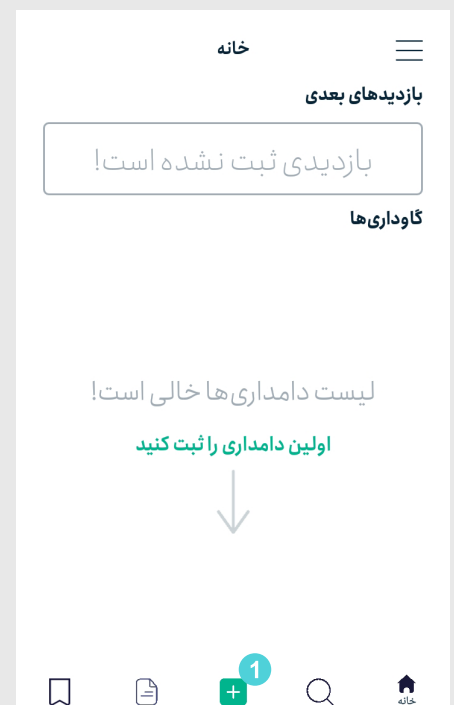 خانه
بازدیدهای بعدی
بازدیدی ثبت نشده است!
گاوداری‌ها
لیست دامداری‌ها خالی است!
اولین دامداری را ثبت کنید
1
خانه